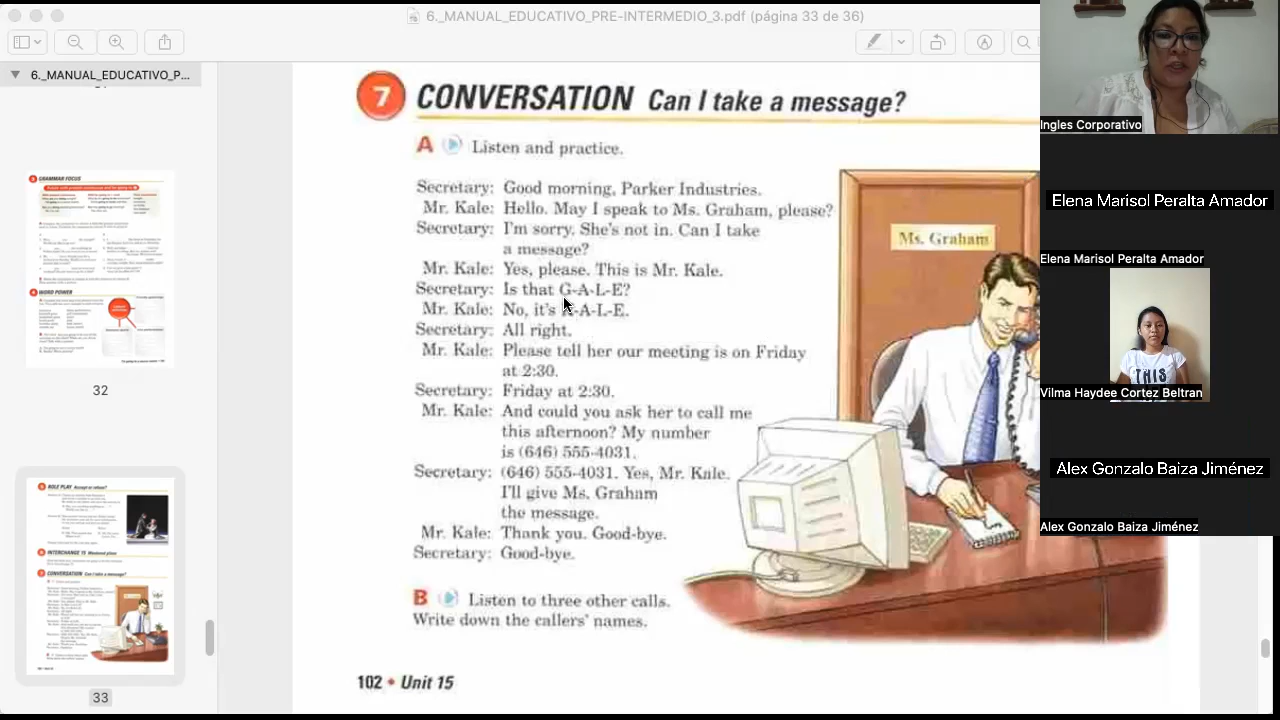 6._MANUAL_EDUCATIVO_PRE-INTERMEDIO_3.pdf (página 33 de 36)
6._MANUAL_EDUCATIVO_P...
32
33
7 CONVERSATION Can I take a message?
A Listen and practice.
Secretary: Good morning, Parker Industries.
Mr. Kale: Hello. May I speak to Ms. Graham, please?
Secretary: I'm sorry. She's not in. Can I take
a message?
Mr. Kale: Yes, please. This is Mr. Kale.
Secretary: Is that G-A-L-E?
Mr. Kale: No, it's K-A-L-E.
Secretary: All right.
Mr. Kale: Please tell her our meeting is on Friday
at 2:30.
Secretary: Friday at 2:30.
Mr. Kale: And could you ask her to call me
this afternoon? My number
is (646) 555-4031.
Secretary: (646) 555-4031. Yes, Mr. Kale.
I'll give Ms. Graham
the message.
Mr. Kale: Thank you. Good-bye.
Secretary: Good-bye.
Ms. Graham
B Listen to three other calls.
Write down the callers' names.
102 • Unit 15
Ingles Corporativo
Elena Marisol Peralta Amador
Elena Marisol Peralta Amador
THIS
Vilma Haydee Cortez Beltran
Alex Gonzalo Baiza Jiménez
Alex Gonzalo Baiza Jiménez